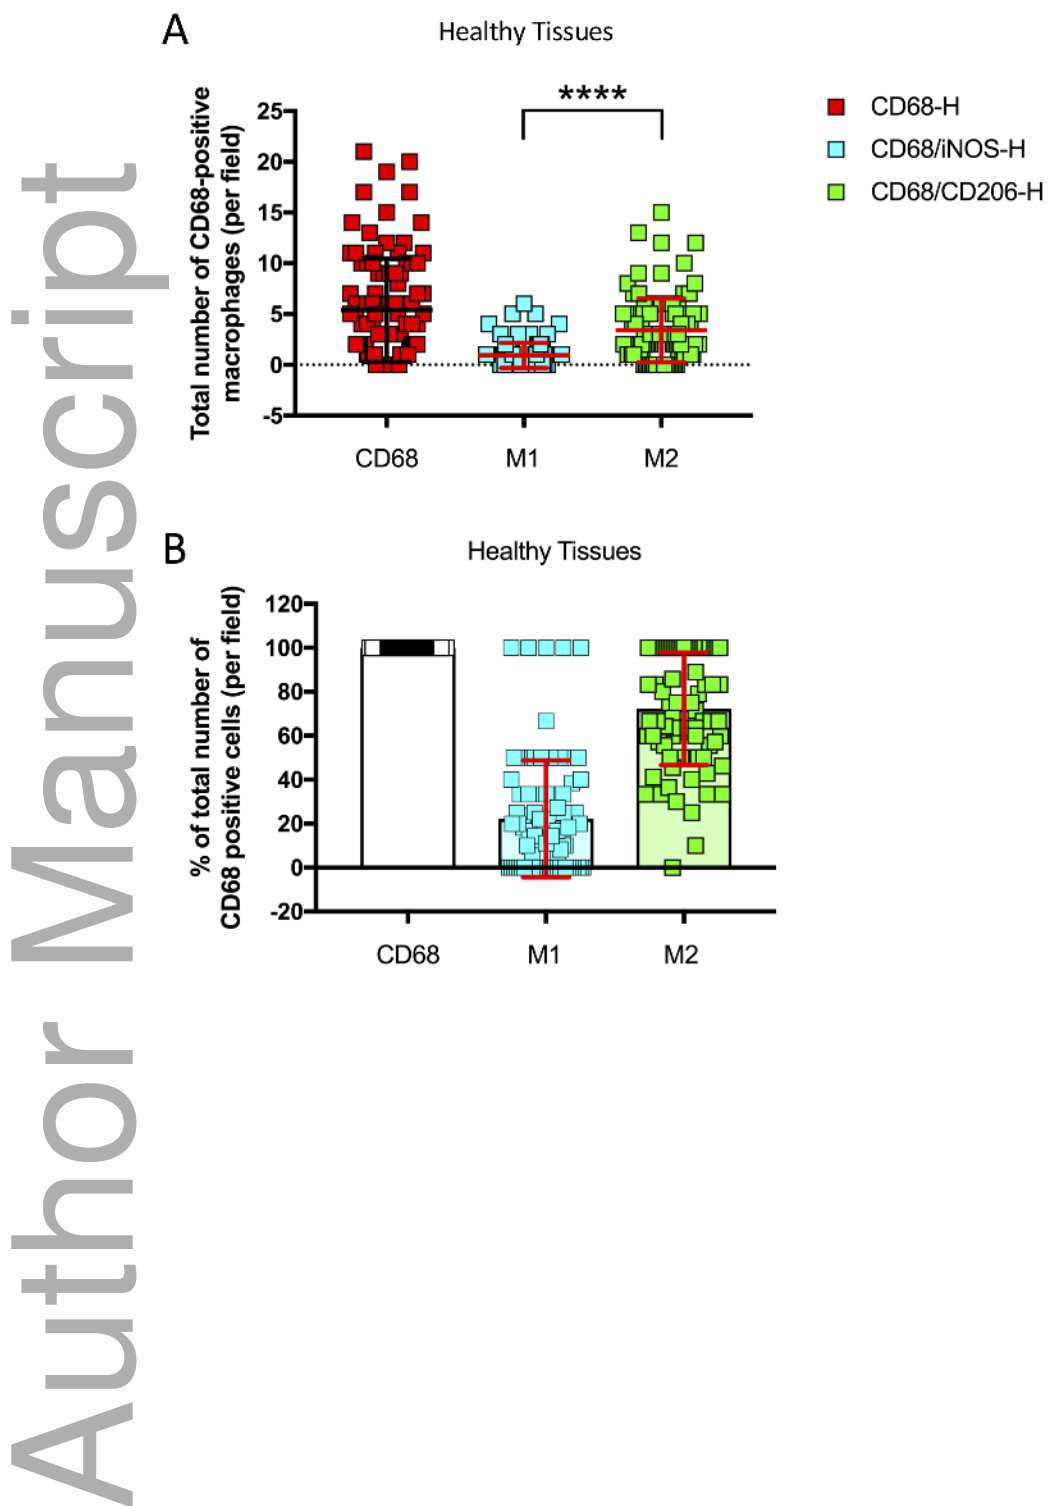 Author Manuscript
A
Healthy Tissues
Total number of CD68-positive
macrophages (per field)
25
20
15
10
5
0
-5
****
CD68
M1
M2
CD68-H
CD68/iNOS-H
CD68/CD206-H
B
Healthy Tissues
% of total number of
CD68 positive cells (per field)
120
100
80
60
40
20
0
-20
CD68
M1
M2